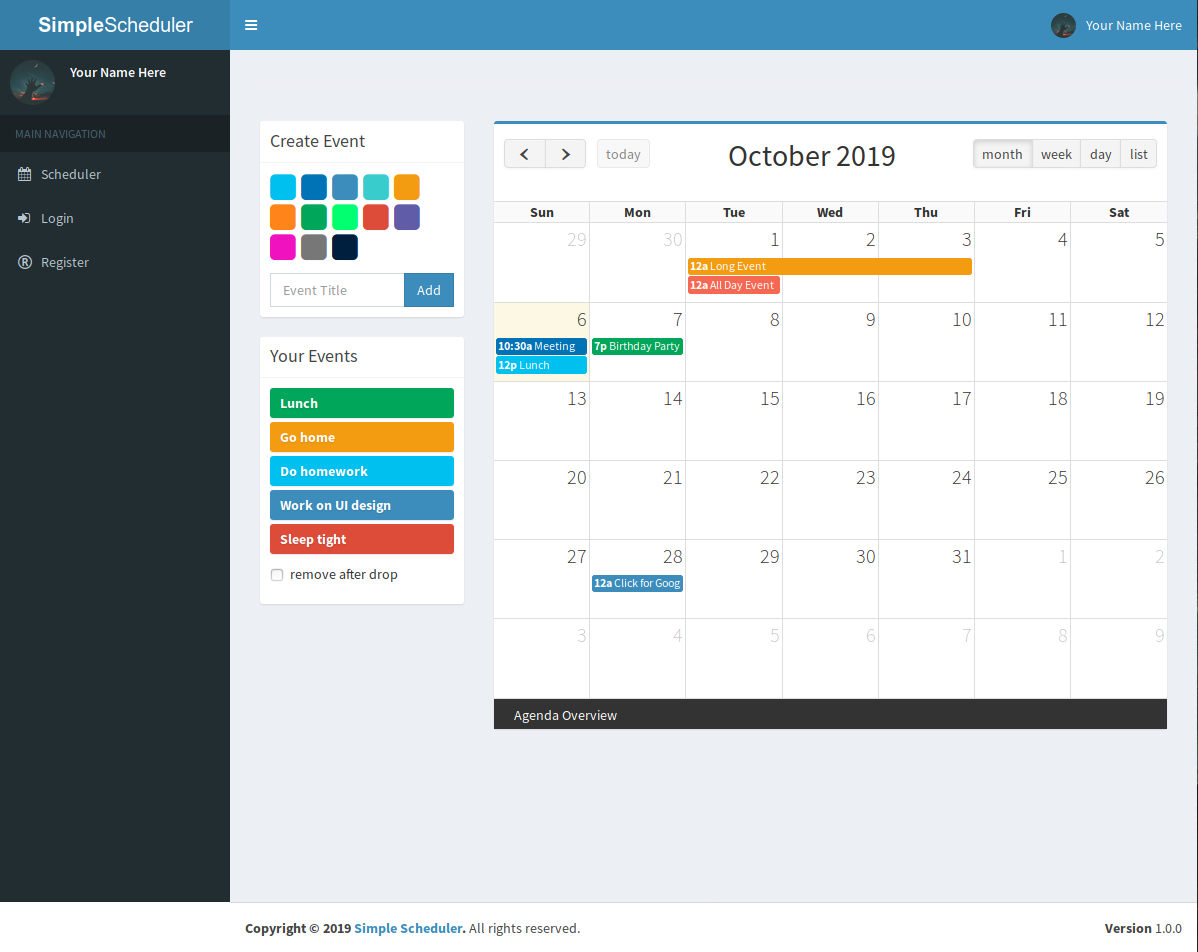 SimpleScheduler
Your Name Here
Your Name Here
MAIN NAVIGATION
Scheduler
Login
Register
Create Event
Event Title Add
Your Events
Lunch
Go home
Do homework
Work on UI design
Sleep tight
remove after drop
today October 2019 month week day list
Sun Mon Tue Wed Thu Fri Sat
29 30 1 2 3 4 5
12a Long Event
12a All Day Event
6 7 8 9 10 11 12
10:30a Meeting 7p Birthday Party
12p Lunch
13 14 15 16 17 18 19
20 21 22 23 24 25 26
27 28 29 30 31 1 2
12a Click for Goog
3 4 5 6 7 8 9
Agenda Overview
Copyright © 2019 Simple Scheduler. All rights reserved. Version 1.0.0